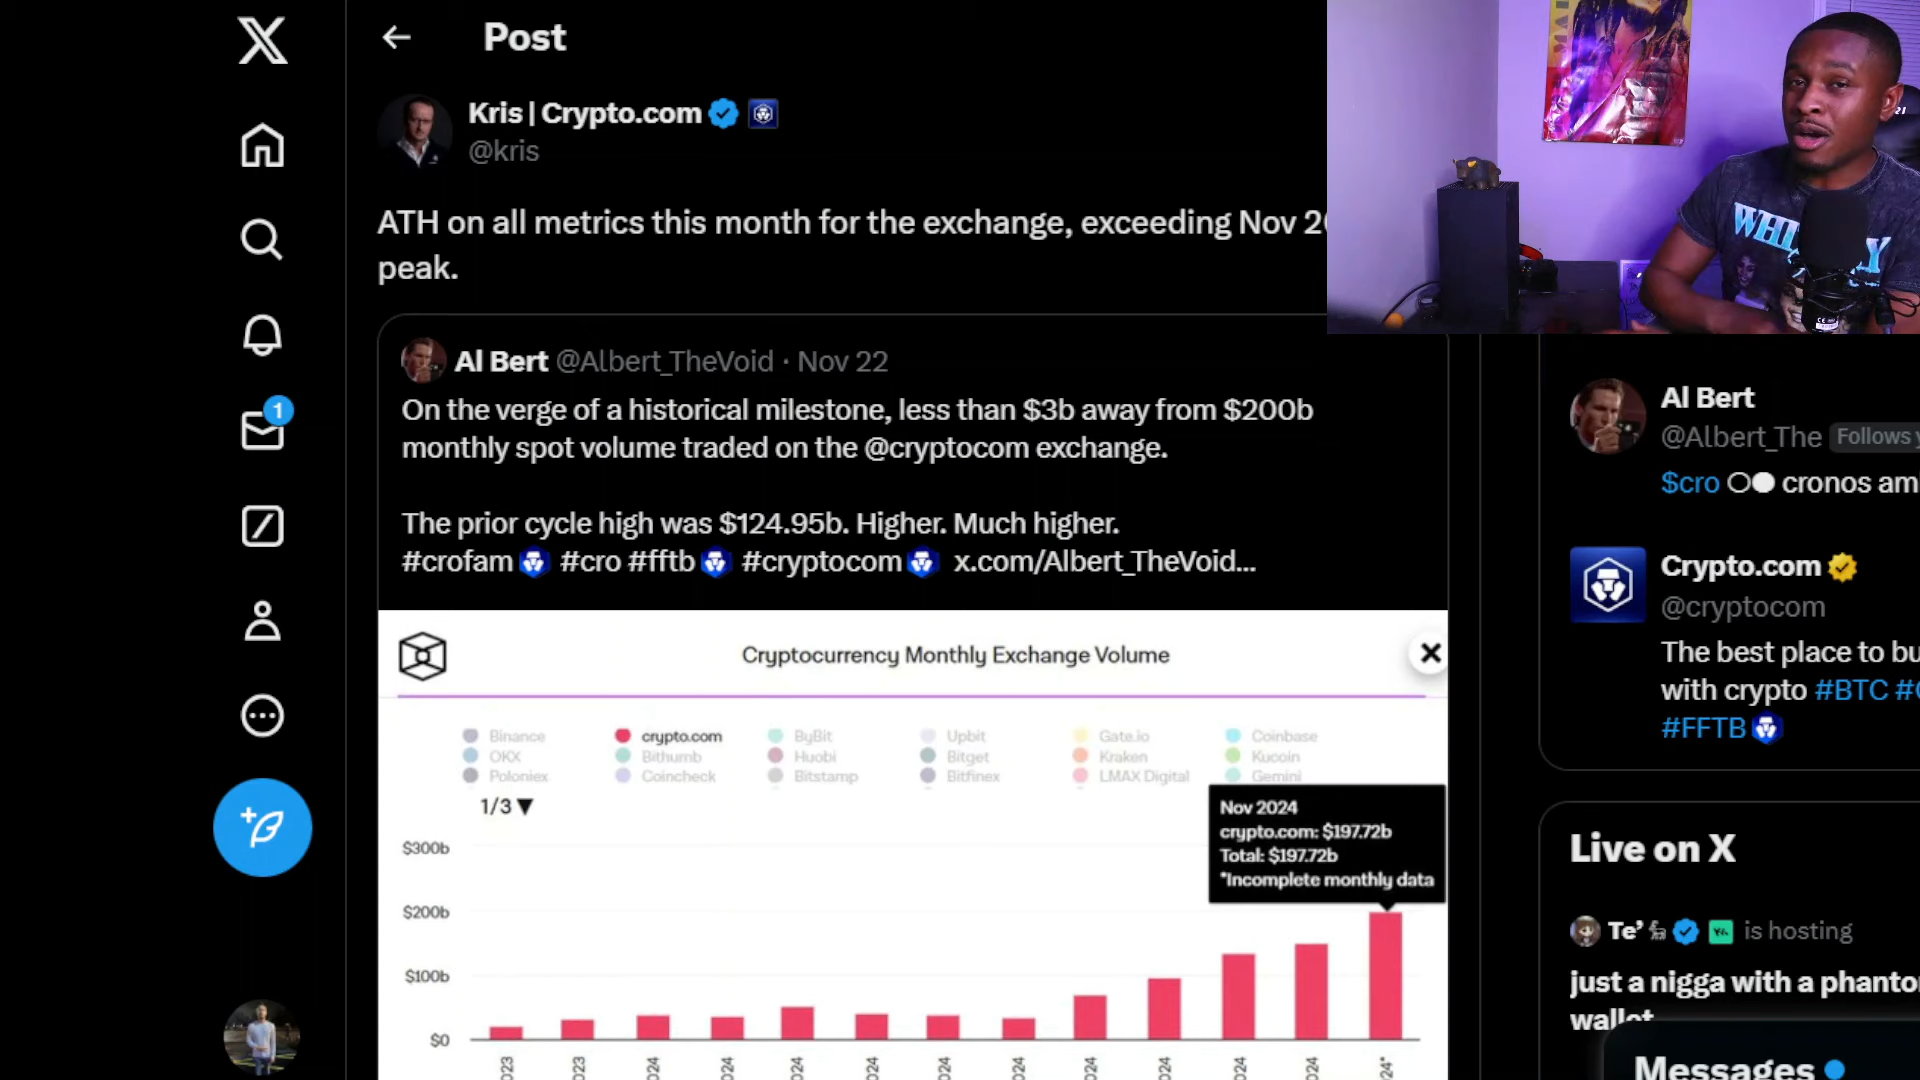 Post
Kris | Crypto.com
@kris
ATH on all metrics this month for the exchange, exceeding Nov
peak.
Al Bert @Albert_TheVoid · Nov 22
On the verge of a historical milestone, less than $3b away from $200b
monthly spot volume traded on the @cryptocom exchange.
The prior cycle high was $124.95b. Higher. Much higher.
#crofam #cro #fftb #cryptocom x.com/Albert_TheVoid...
Cryptocurrency Monthly Exchange Volume
Binance crypto.com ByBit Upbit Gate.io Coinbase
OKX Bithumb Huobi Bitget Kraken Kucoin
Poloniex Coincheck Bitstamp Bitfinex LMAX Digital Gemini
1/3 ▼
Nov 2024
crypto.com: $197.72b
Total: $197.72b
*Incomplete monthly data
$300b
$200b
$100b
$0
1
Al Bert
@Albert_The Follows
$cro cronos am
Crypto.com
@cryptocom
The best place to bu
with crypto #BTC #
#FFTB
Live on X
Te' is hosting
just a nigga with a phanto
wallet
Messages